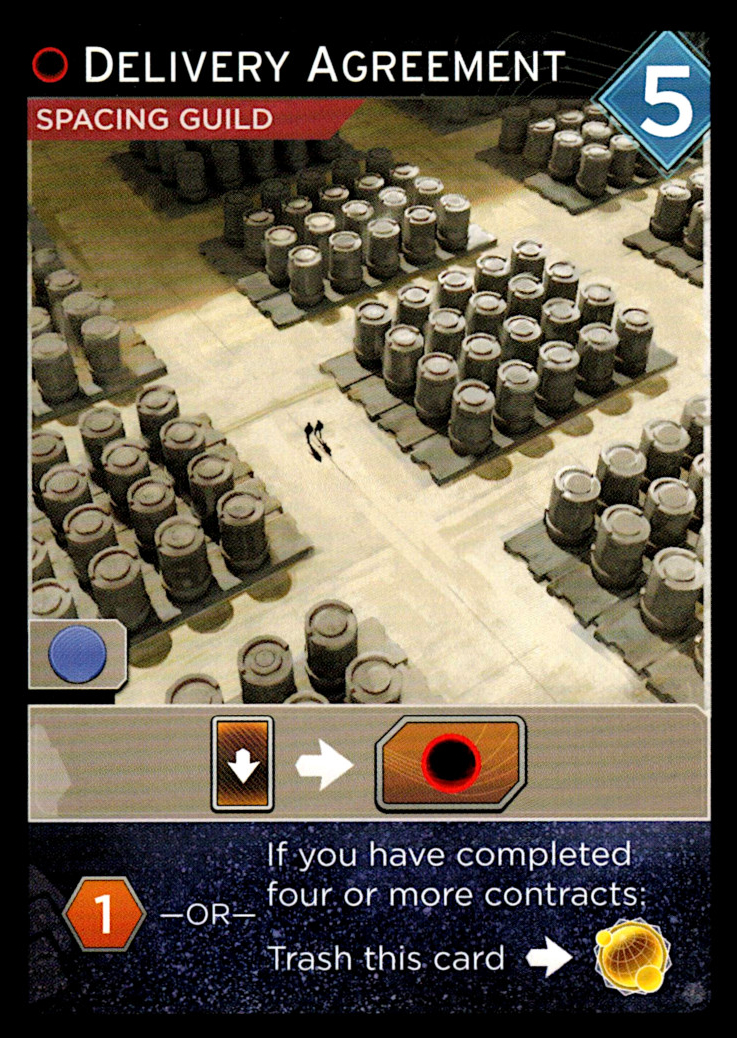 DELIVERY AGREEMENT
5
SPACING GUILD
If you have completed
four or more contracts:
1 —OR—
Trash this card